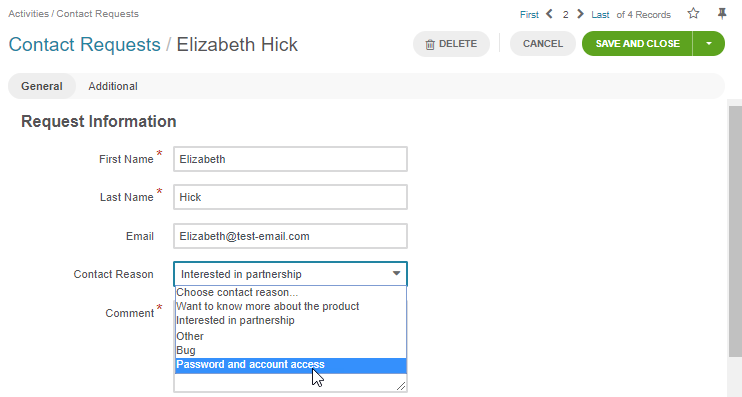 Activities / Contact Requests
First 2 Last of 4 Records
Contact Requests / Elizabeth Hick
DELETE CANCEL SAVE AND CLOSE
General Additional
Request Information
First Name * Elizabeth
Last Name * Hick
Email Elizabeth@test-email.com
Contact Reason Interested in partnership
Choose contact reason...
Want to know more about the product
Comment * Interested in partnership
Other
Bug
Password and account access